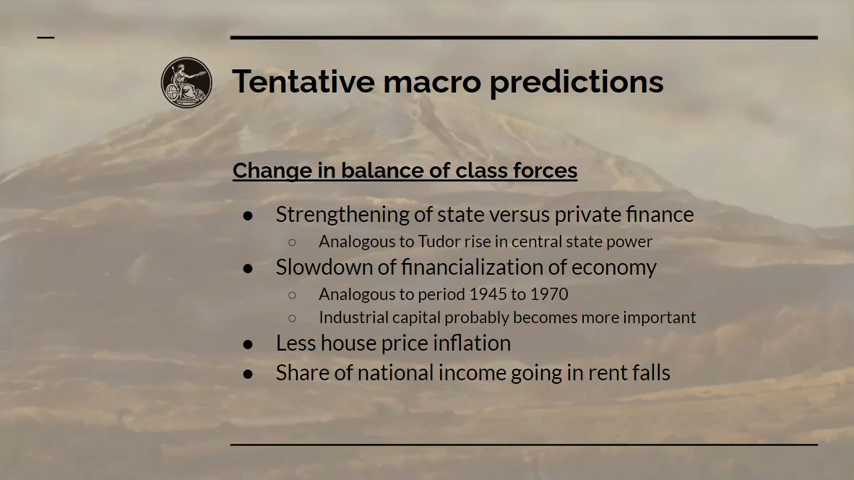 Tentative macro predictions
Change in balance of class forces
● Strengthening of state versus private finance
○ Analogous to Tudor rise in central state power
● Slowdown of financialization of economy
○ Analogous to period 1945 to 1970
○ Industrial capital probably becomes more important
● Less house price inflation
● Share of national income going in rent falls